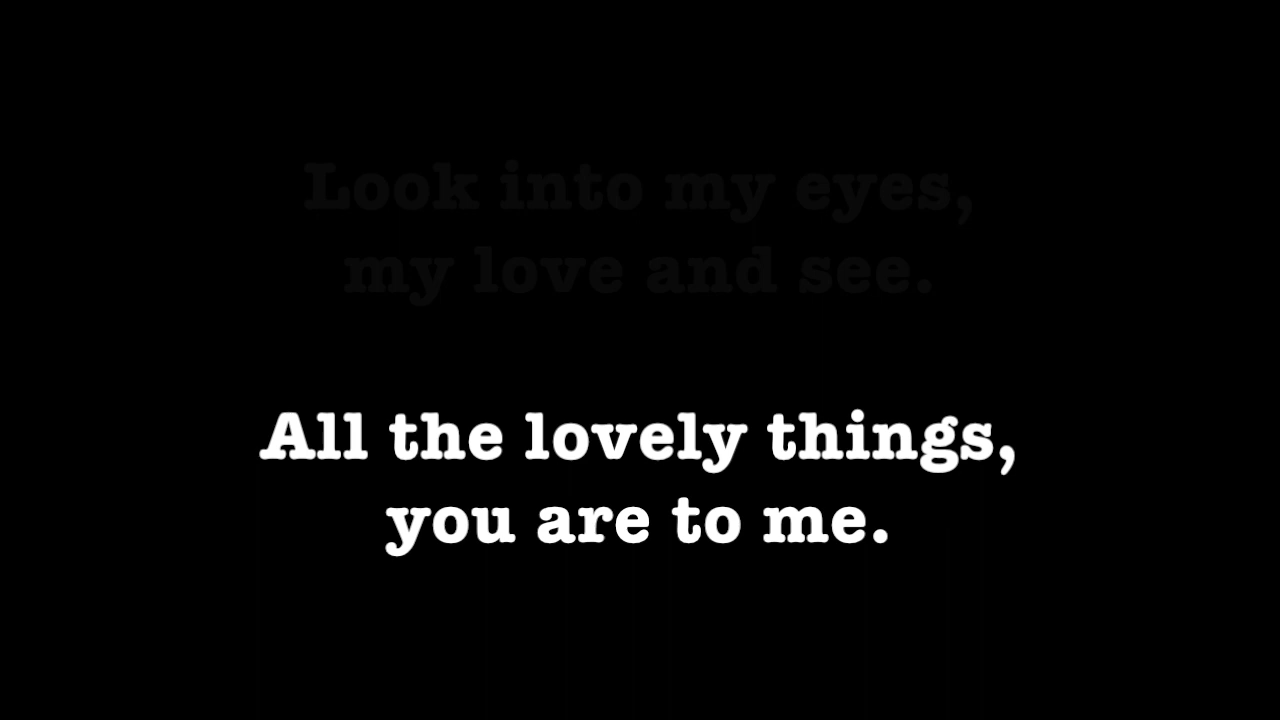 Look into my eyes,
my love and see.
All the lovely things,
you are to me.